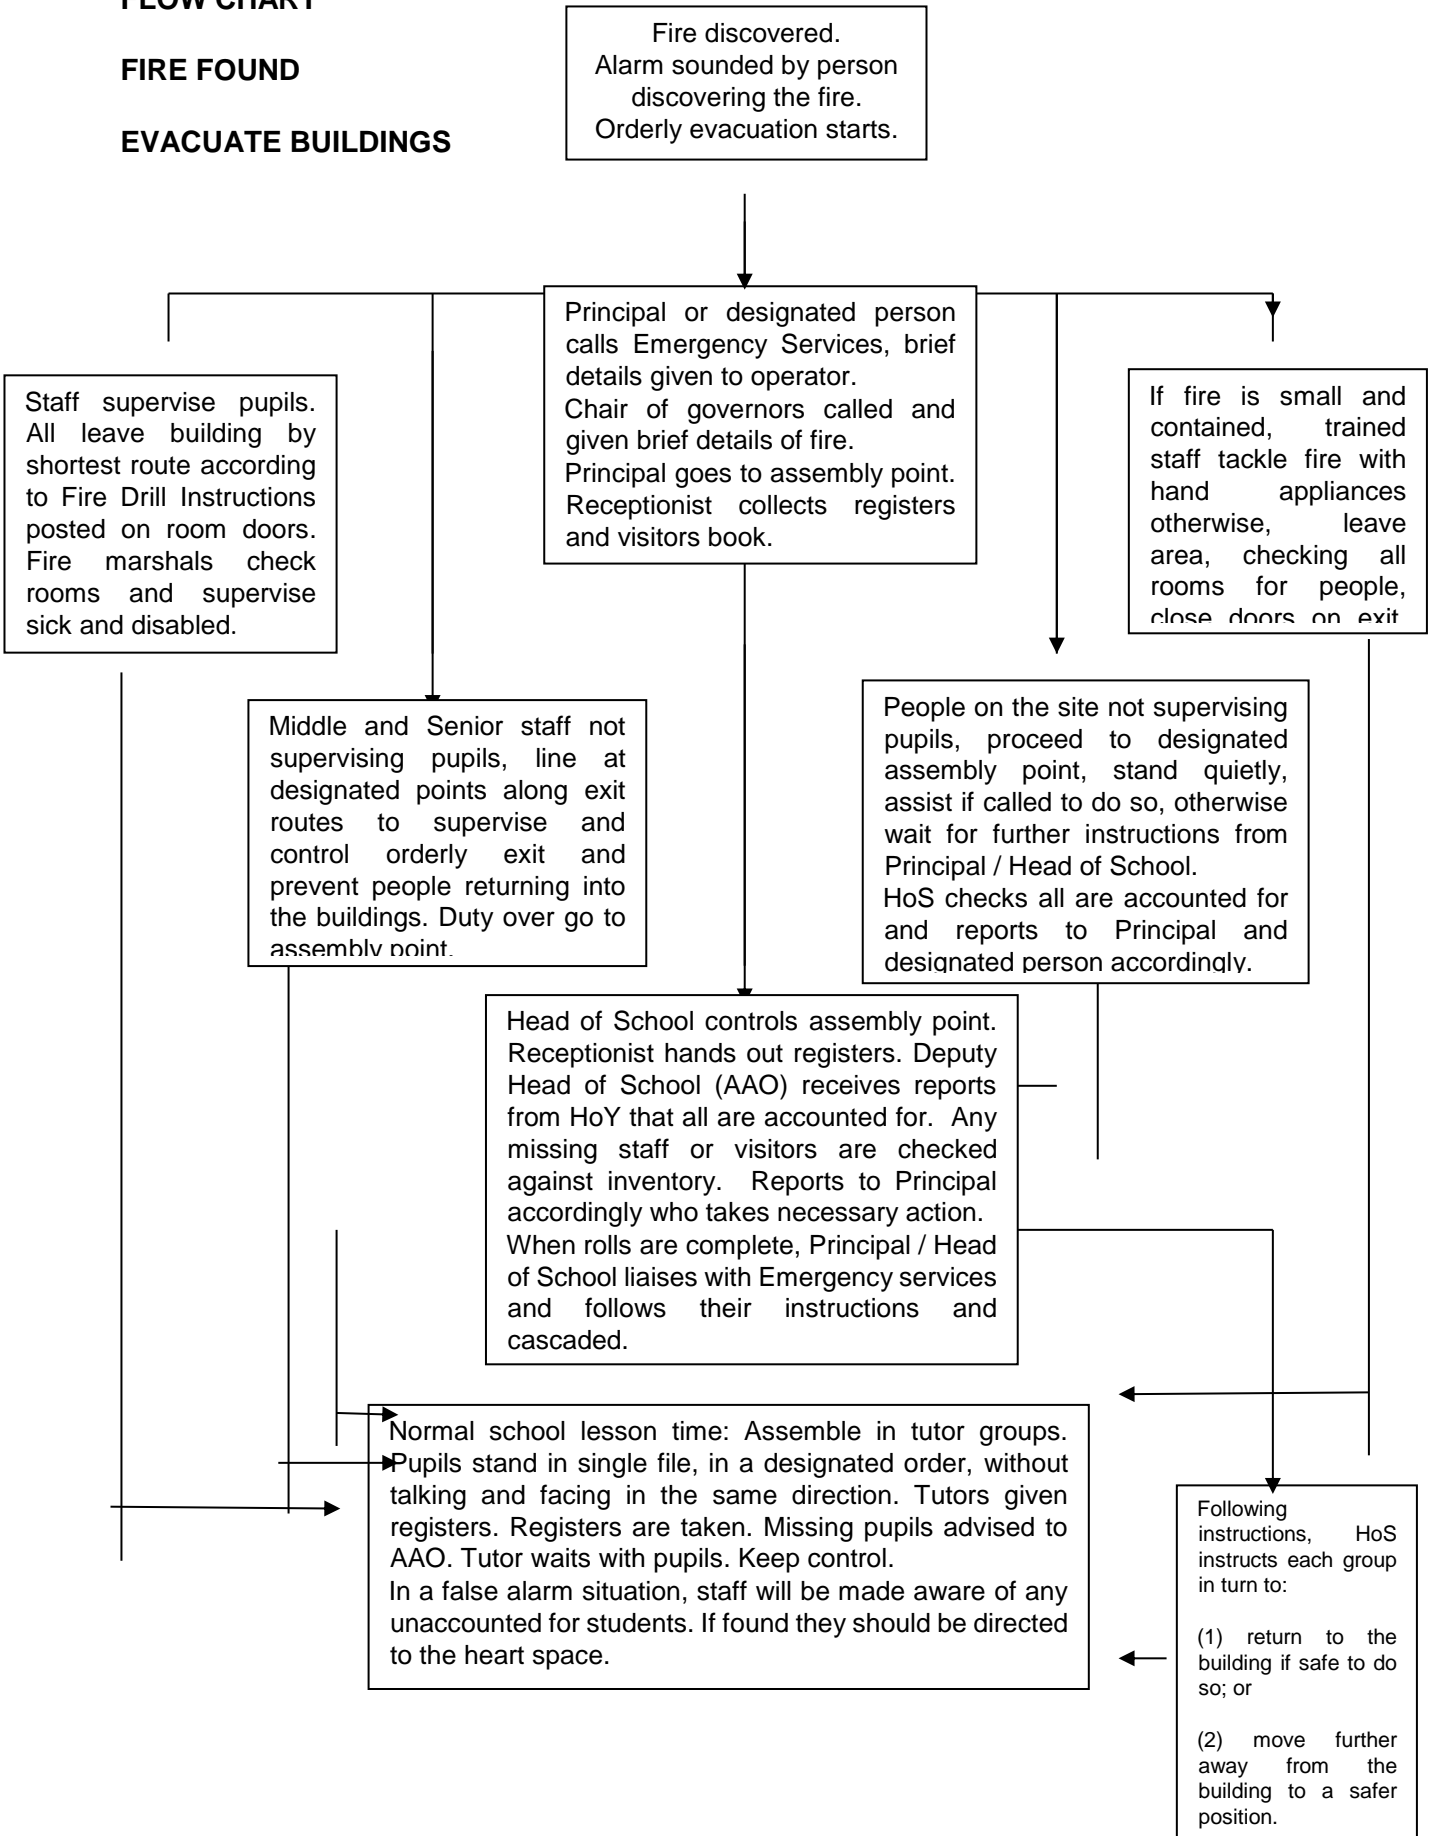 FLOW CHART
FIRE FOUND
EVACUATE BUILDINGS
Fire discovered.
Alarm sounded by person
discovering the fire.
Orderly evacuation starts.
Principal or designated person
calls Emergency Services, brief
details given to operator.
Chair of governors called and
given brief details of fire.
Principal goes to assembly point.
Receptionist collects registers
and visitors book.
Staff supervise pupils.
All leave building by
shortest route according
to Fire Drill Instructions
posted on room doors.
Fire marshals check
rooms and supervise
sick and disabled.
If fire is small and
contained, trained
staff tackle fire with
hand appliances
otherwise, leave
area, checking all
rooms for people,
close doors on exit.
Middle and Senior staff not
supervising pupils, line at
designated points along exit
routes to supervise and
control orderly exit and
prevent people returning into
the buildings. Duty over go to
assembly point.
People on the site not supervising
pupils, proceed to designated
assembly point, stand quietly,
assist if called to do so, otherwise
wait for further instructions from
Principal / Head of School.
HoS checks all are accounted for
and reports to Principal and
designated person accordingly.
Head of School controls assembly point.
Receptionist hands out registers. Deputy
Head of School (AAO) receives reports
from HoY that all are accounted for. Any
missing staff or visitors are checked
against inventory. Reports to Principal
accordingly who takes necessary action.
When rolls are complete, Principal / Head
of School liaises with Emergency services
and follows their instructions and
cascaded.
Normal school lesson time: Assemble in tutor groups.
Pupils stand in single file, in a designated order, without
talking and facing in the same direction. Tutors given
registers. Registers are taken. Missing pupils advised to
AAO. Tutor waits with pupils. Keep control.
In a false alarm situation, staff will be made aware of any
unaccounted for students. If found they should be directed
to the heart space.
Following
instructions, HoS
instructs each group
in turn to:
(1) return to the
building if safe to do
so; or
(2) move further
away from the
building to a safer
position.